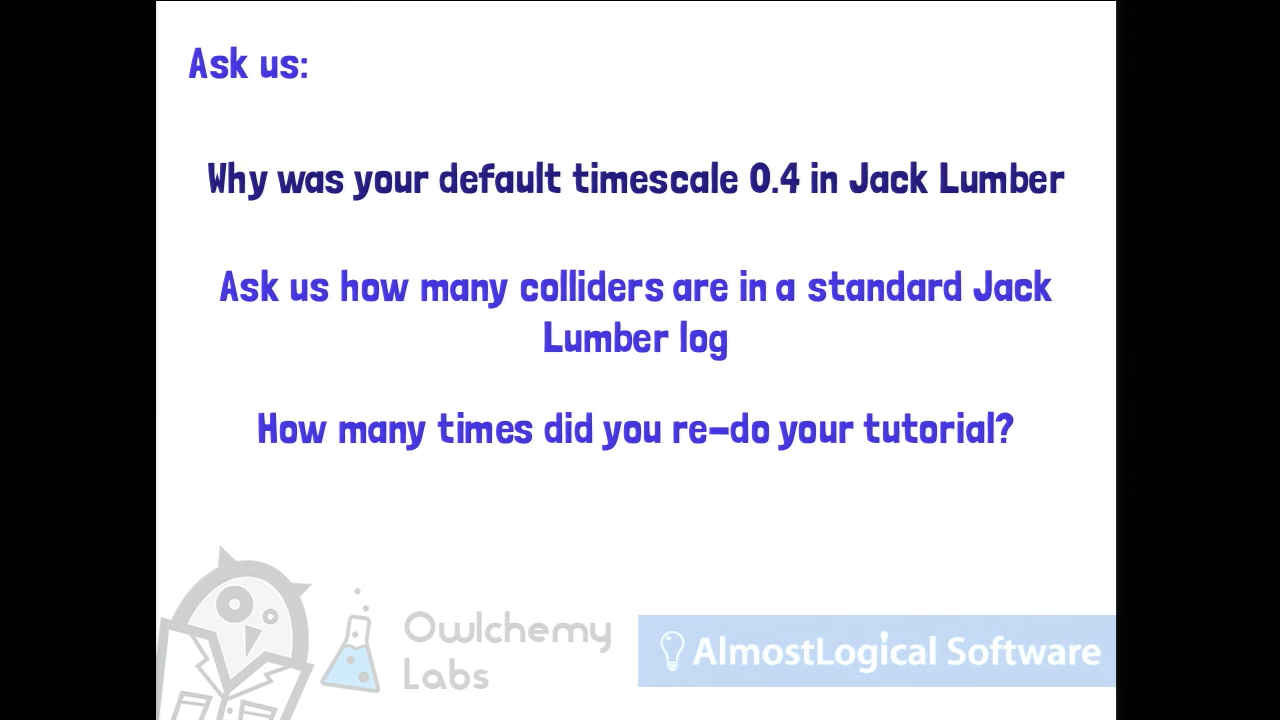 Ask us:
Why was your default timescale 0.4 in Jack Lumber
Ask us how many colliders are in a standard Jack
Lumber log
How many times did you re-do your tutorial?
Owlchemy
Labs
AlmostLogical Software